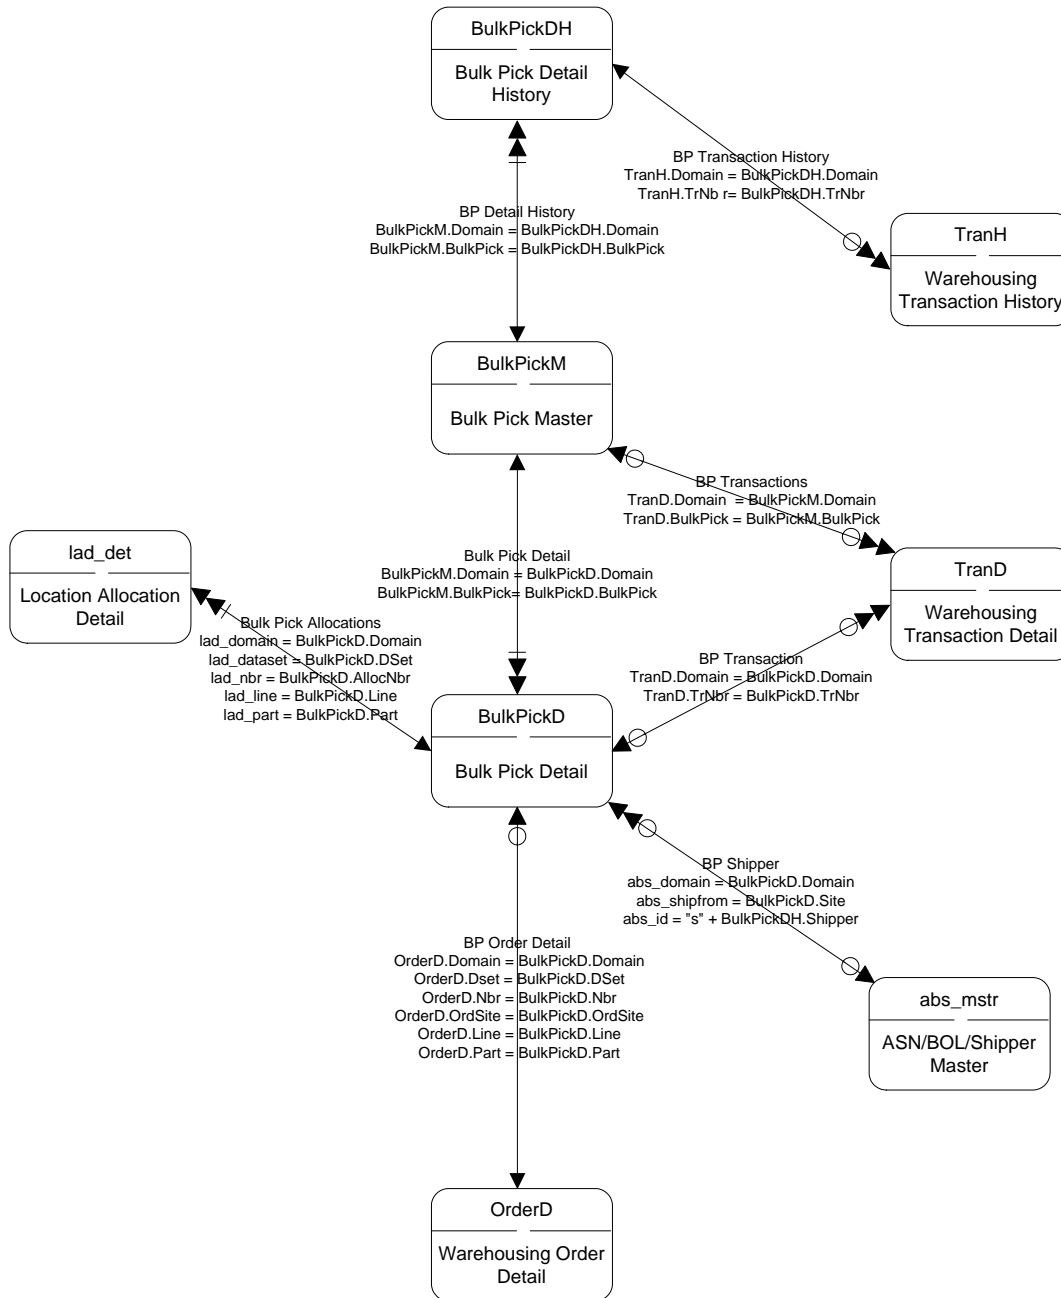 BulkPickDH
Bulk Pick Detail
History
BP Transaction History
TranH.Domain = BulkPickDH.Domain
TranH.TrNb r= BulkPickDH.TrNbr
BP Detail History
BulkPickM.Domain = BulkPickDH.Domain
BulkPickM.BulkPick = BulkPickDH.BulkPick
TranH
Warehousing
Transaction History
BulkPickM
Bulk Pick Master
BP Transactions
TranD.Domain = BulkPickM.Domain
TranD.BulkPick = BulkPickM.BulkPick
lad_det
Location Allocation
Detail
Bulk Pick Detail
BulkPickM.Domain = BulkPickD.Domain
BulkPickM.BulkPick= BulkPickD.BulkPick
TranD
Warehousing
Transaction Detail
Bulk Pick Allocations
lad_domain = BulkPickD.Domain
lad_dataset = BulkPickD.DSet
lad_nbr = BulkPickD.AllocNbr
lad_line = BulkPickD.Line
lad_part = BulkPickD.Part
BP Transaction
TranD.Domain = BulkPickD.Domain
TranD.TrNbr = BulkPickD.TrNbr
BulkPickD
Bulk Pick Detail
BP Shipper
abs_domain = BulkPickD.Domain
abs_shipfrom = BulkPickD.Site
abs_id = "s" + BulkPickDH.Shipper
BP Order Detail
OrderD.Domain = BulkPickD.Domain
OrderD.Dset = BulkPickD.DSet
OrderD.Nbr = BulkPickD.Nbr
OrderD.OrdSite = BulkPickD.OrdSite
OrderD.Line = BulkPickD.Line
OrderD.Part = BulkPickD.Part
abs_mstr
ASN/BOL/Shipper
Master
OrderD
Warehousing Order
Detail